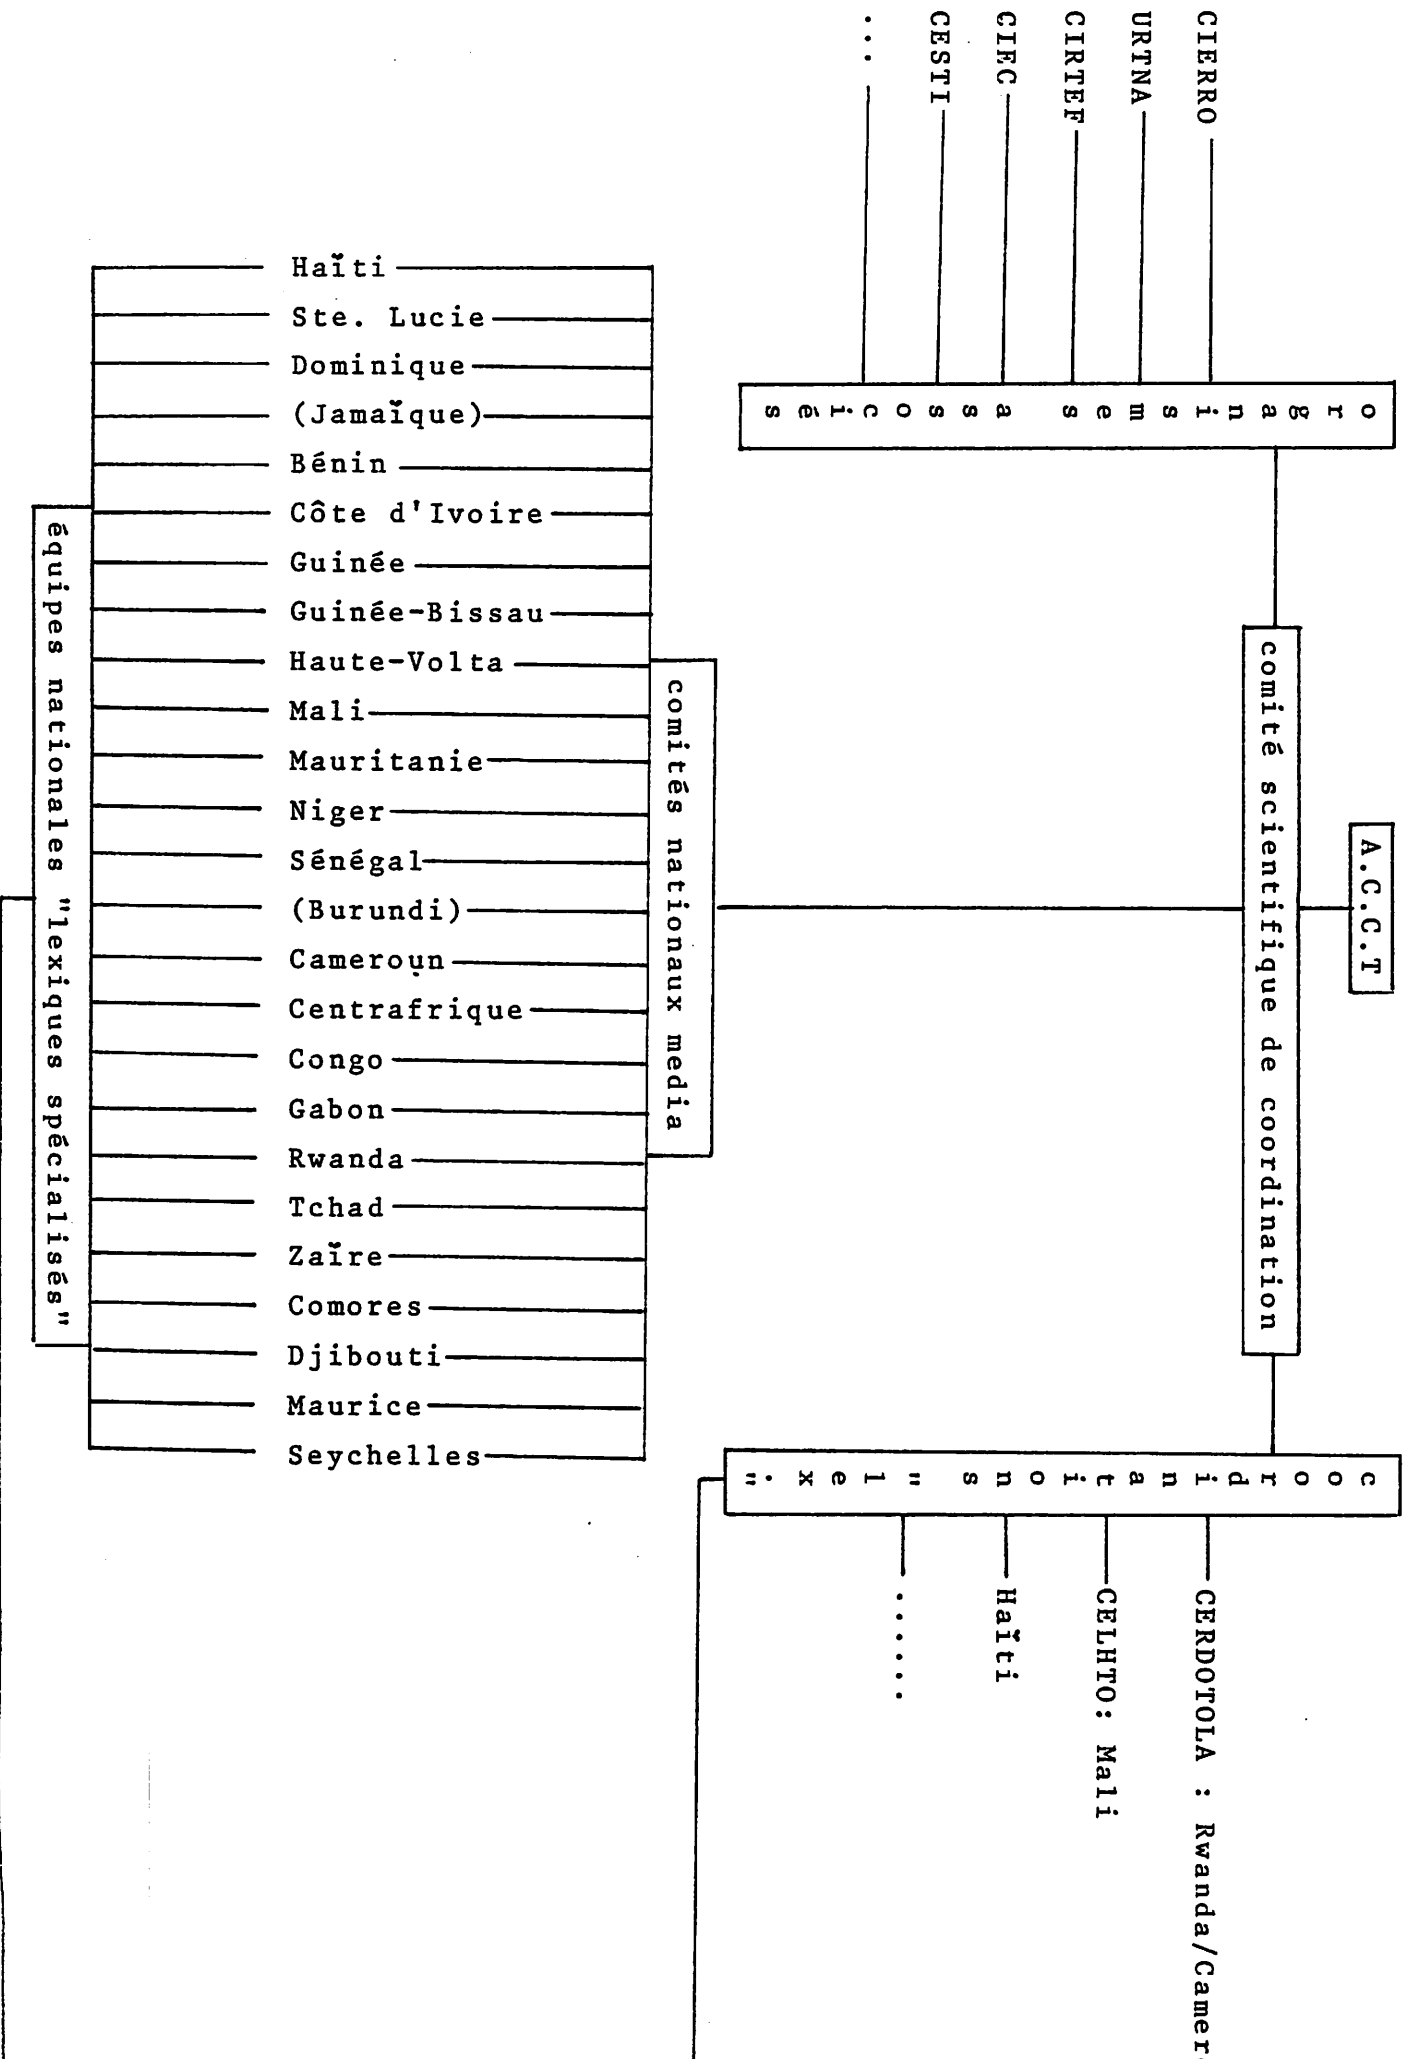 A.C.C.T
comité scientifique de coordination
organismes associés
CIERRO
URTNA
CIRTEF
CIEC
CESTI
...
coordinations "lex."
CERDOTOLA : Rwanda/Camer
CELHTO: Mali
Haïti
......
comités nationaux media
Haïti
Ste. Lucie
Dominique
(Jamaïque)
Bénin
Côte d'Ivoire
Guinée
Guinée-Bissau
Haute-Volta
Mali
Mauritanie
Niger
Sénégal
(Burundi)
Cameroun
Centrafrique
Congo
Gabon
Rwanda
Tchad
Zaïre
Comores
Djibouti
Maurice
Seychelles
équipes nationales "lexiques spécialisés"